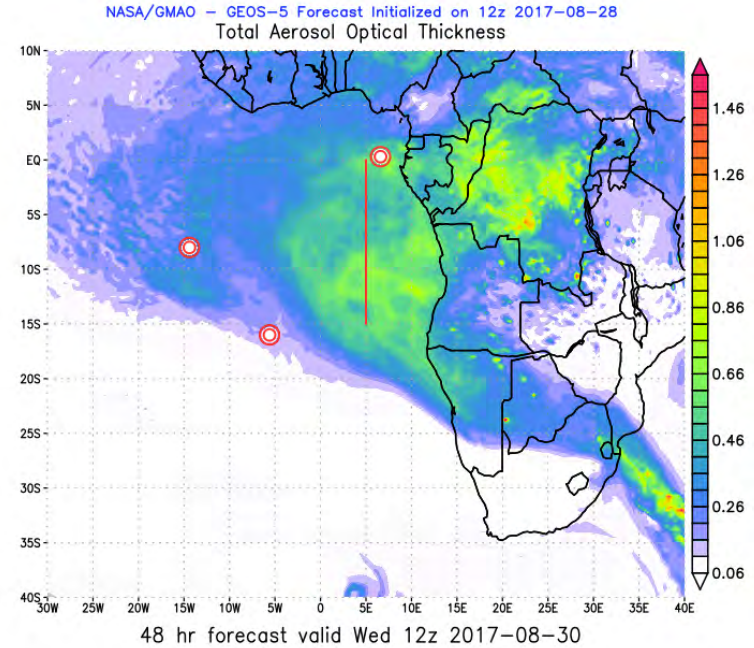 NASA/GMAO - GEOS-5 Forecast Initialized on 12z 2017-08-28
Total Aerosol Optical Thickness
10N
5N
EQ
5S
10S
15S
20S
25S
30S
35S
40S
30W 25W 20W 15W 10W 5W 0 5E 10E 15E 20E 25E 30E 35E 40E
1.46
1.26
1.06
0.86
0.66
0.46
0.26
0.06
48 hr forecast valid Wed 12z 2017-08-30